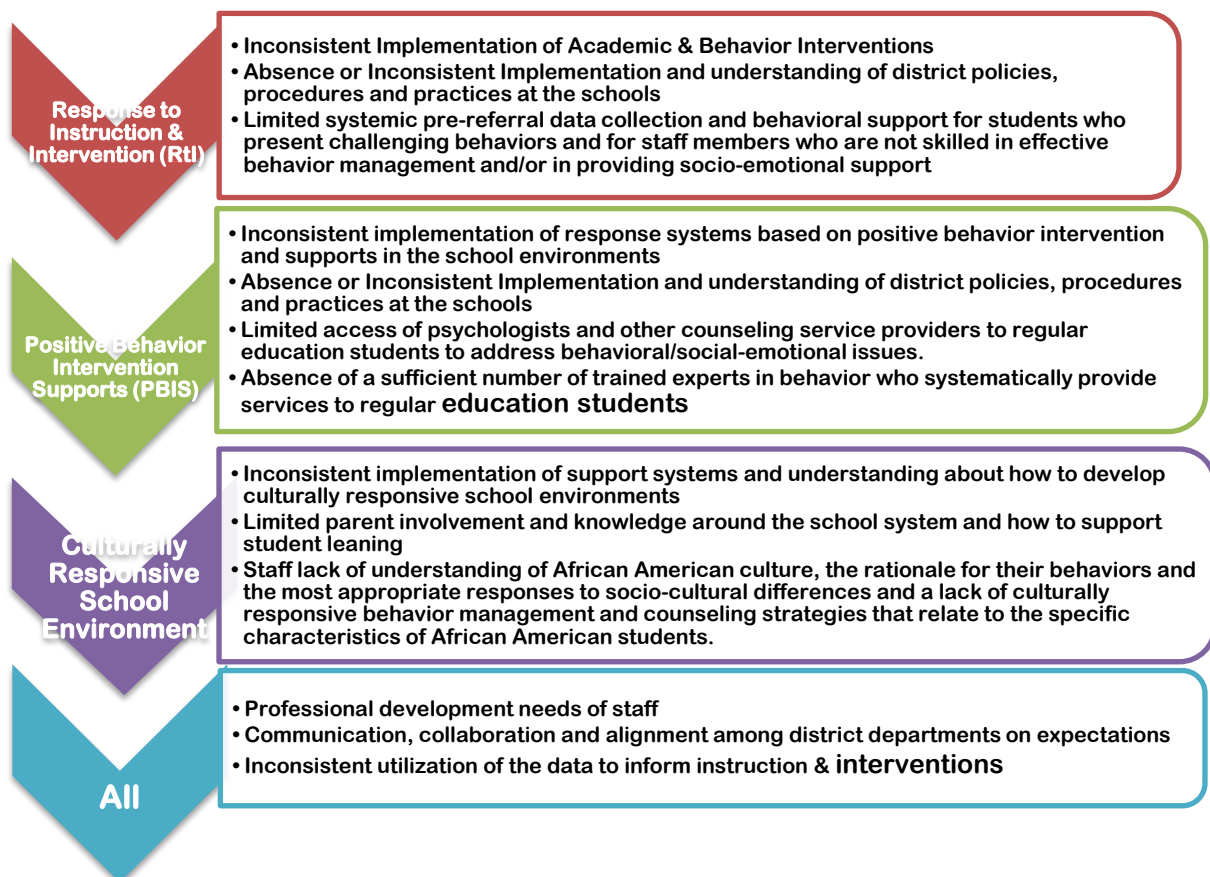 Response to
Instruction &
Intervention (RtI)
• Inconsistent Implementation of Academic & Behavior Interventions
• Absence or Inconsistent Implementation and understanding of district policies,
procedures and practices at the schools
• Limited systemic pre-referral data collection and behavioral support for students who
present challenging behaviors and for staff members who are not skilled in effective
behavior management and/or in providing socio-emotional support
Positive Behavior
Intervention
Supports (PBIS)
• Inconsistent implementation of response systems based on positive behavior intervention
and supports in the school environments
• Absence or Inconsistent Implementation and understanding of district policies, procedures
and practices at the schools
• Limited access of psychologists and other counseling service providers to regular
education students to address behavioral/social-emotional issues.
• Absence of a sufficient number of trained experts in behavior who systematically provide
services to regular education students
Culturally
Responsive
School
Environment
• Inconsistent implementation of support systems and understanding about how to develop
culturally responsive school environments
• Limited parent involvement and knowledge around the school system and how to support
student leaning
• Staff lack of understanding of African American culture, the rationale for their behaviors and
the most appropriate responses to socio-cultural differences and a lack of culturally
responsive behavior management and counseling strategies that relate to the specific
characteristics of African American students.
All
• Professional development needs of staff
• Communication, collaboration and alignment among district departments on expectations
• Inconsistent utilization of the data to inform instruction & interventions